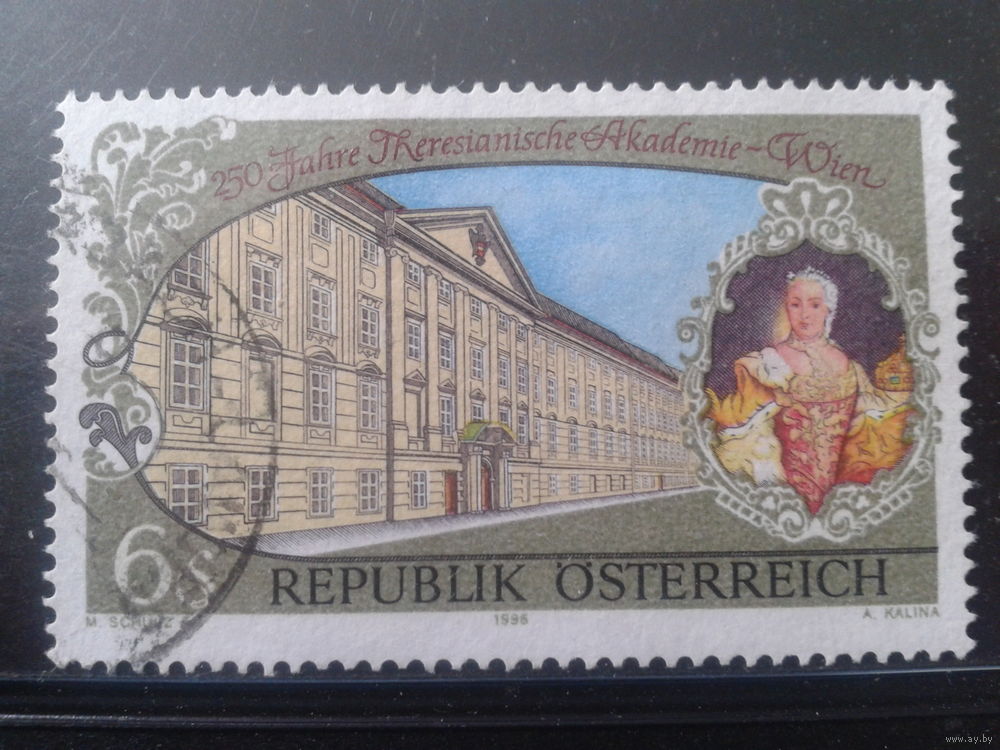 250 Jahre Theresianische Akademie – Wien
6 S
REPUBLIK ÖSTERREICH
1996
A. KALINA
www.ay.by